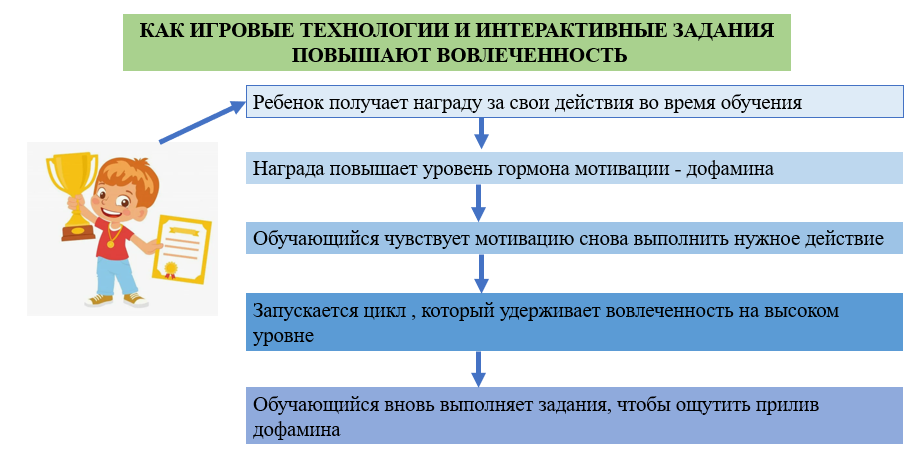 КАК ИГРОВЫЕ ТЕХНОЛОГИИ И ИНТЕРАКТИВНЫЕ ЗАДАНИЯ
ПОВЫШАЮТ ВОВЛЕЧЕННОСТЬ
Ребенок получает награду за свои действия во время обучения
Награда повышает уровень гормона мотивации - дофамина
Обучающийся чувствует мотивацию снова выполнить нужное действие
Запускается цикл , который удерживает вовлеченность на высоком
уровне
Обучающийся вновь выполняет задания, чтобы ощутить прилив
дофамина